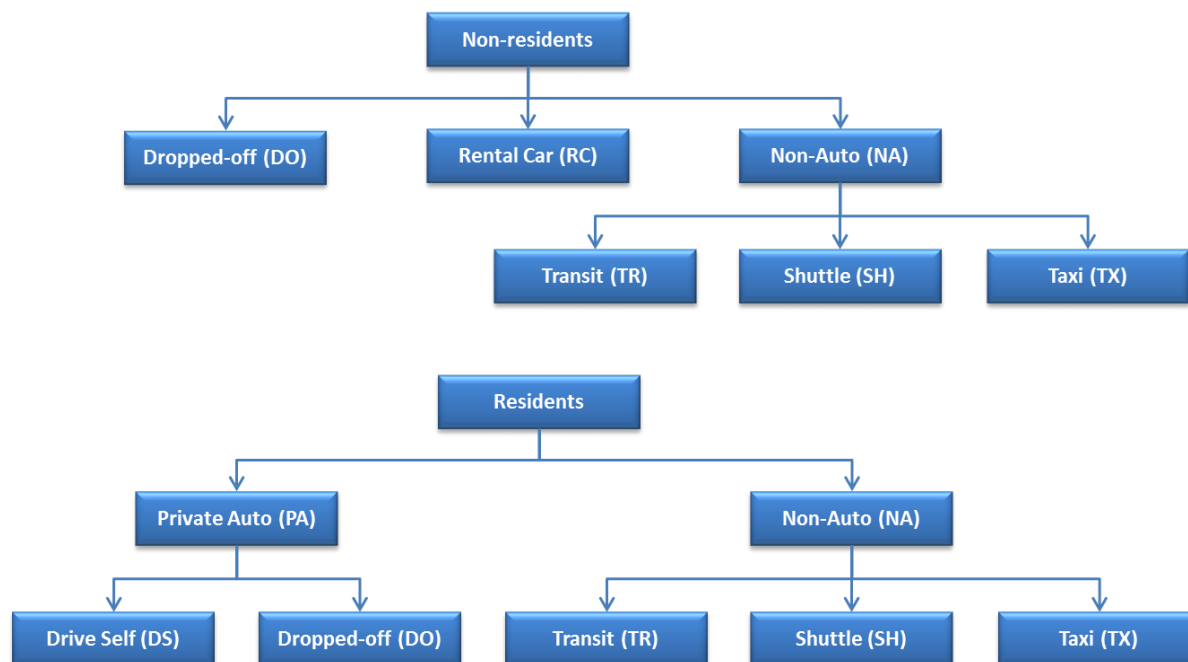 Non-residents
Dropped-off (DO)
Rental Car (RC)
Non-Auto (NA)
Transit (TR)
Shuttle (SH)
Taxi (TX)
Residents
Private Auto (PA)
Non-Auto (NA)
Drive Self (DS)
Dropped-off (DO)
Transit (TR)
Shuttle (SH)
Taxi (TX)